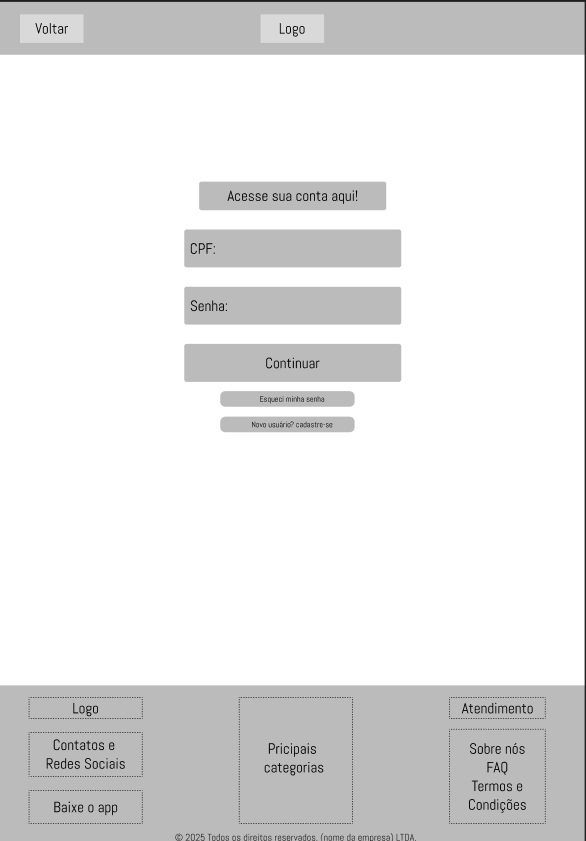 Voltar
Logo
Acesse sua conta aqui!
CPF:
Senha:
Continuar
Esqueci minha senha
Novo usuário? cadastre-se
Logo
Contatos e
Redes Sociais
Baixe o app
Pricipais
categorias
Atendimento
Sobre nós
FAQ
Termos e
Condições
© 2025 Todos os direitos reservados. (nome da empresa) LTDA.